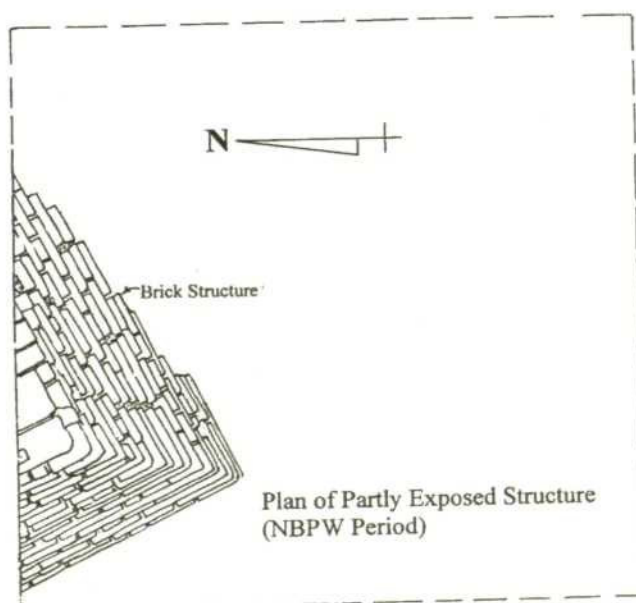 N
Brick Structure
Plan of Partly Exposed Structure
(NBPW Period)